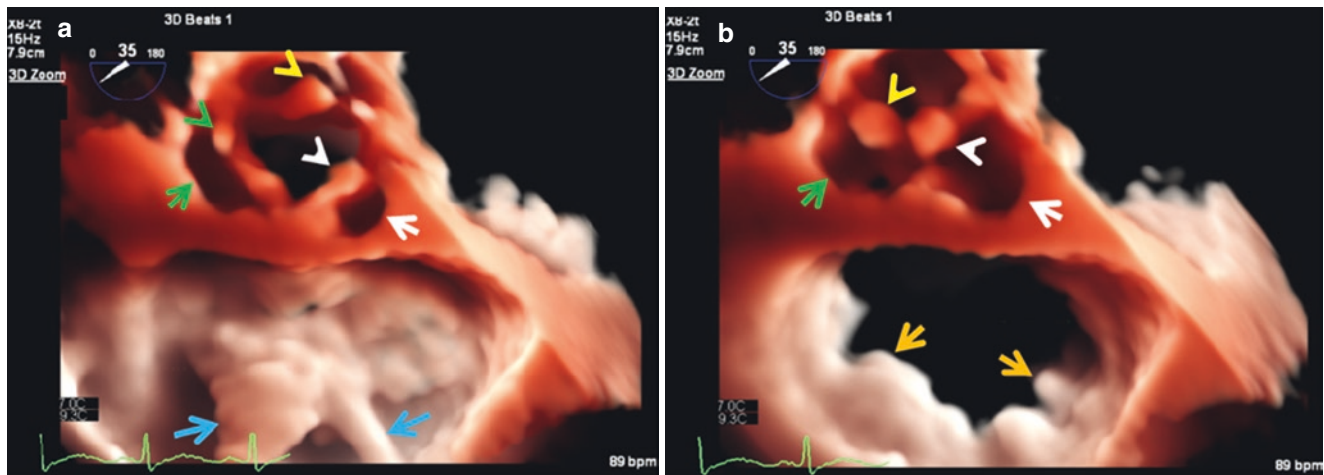 3D Beats 1
X8-2t
15Hz
7.9cm
0 35 180
3D Zoom
a
7.0C
9.3C
89 bpm
3D Beats 1
X8-2t
15Hz
7.9cm
0 35 180
3D Zoom
b
7.0C
9.3C
89 bpm